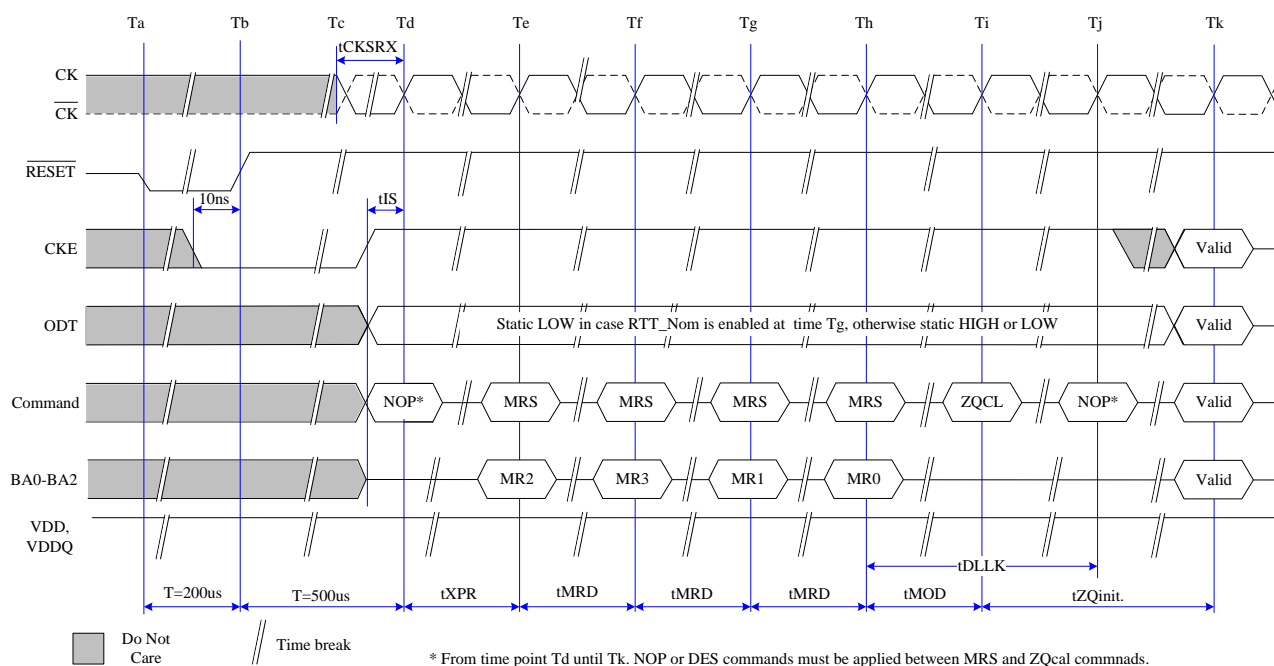 Ta Tb Tc Td Te Tf Tg Th Ti Tj Tk
tCKSRX
CK
CK
RESET
10ns
tIS
CKE
Valid
ODT
Static LOW in case RTT_Nom is enabled at time Tg, otherwise static HIGH or LOW
Valid
Command
NOP* MRS MRS MRS MRS ZQCL NOP* Valid
BA0-BA2
MR2 MR3 MR1 MR0 Valid
VDD,
VDDQ
tDLLK
T=200us T=500us tXPR tMRD tMRD tMRD tMOD tZQinit.
Do Not
Care
Time break
* From time point Td until Tk. NOP or DES commands must be applied between MRS and ZQcal commnads.